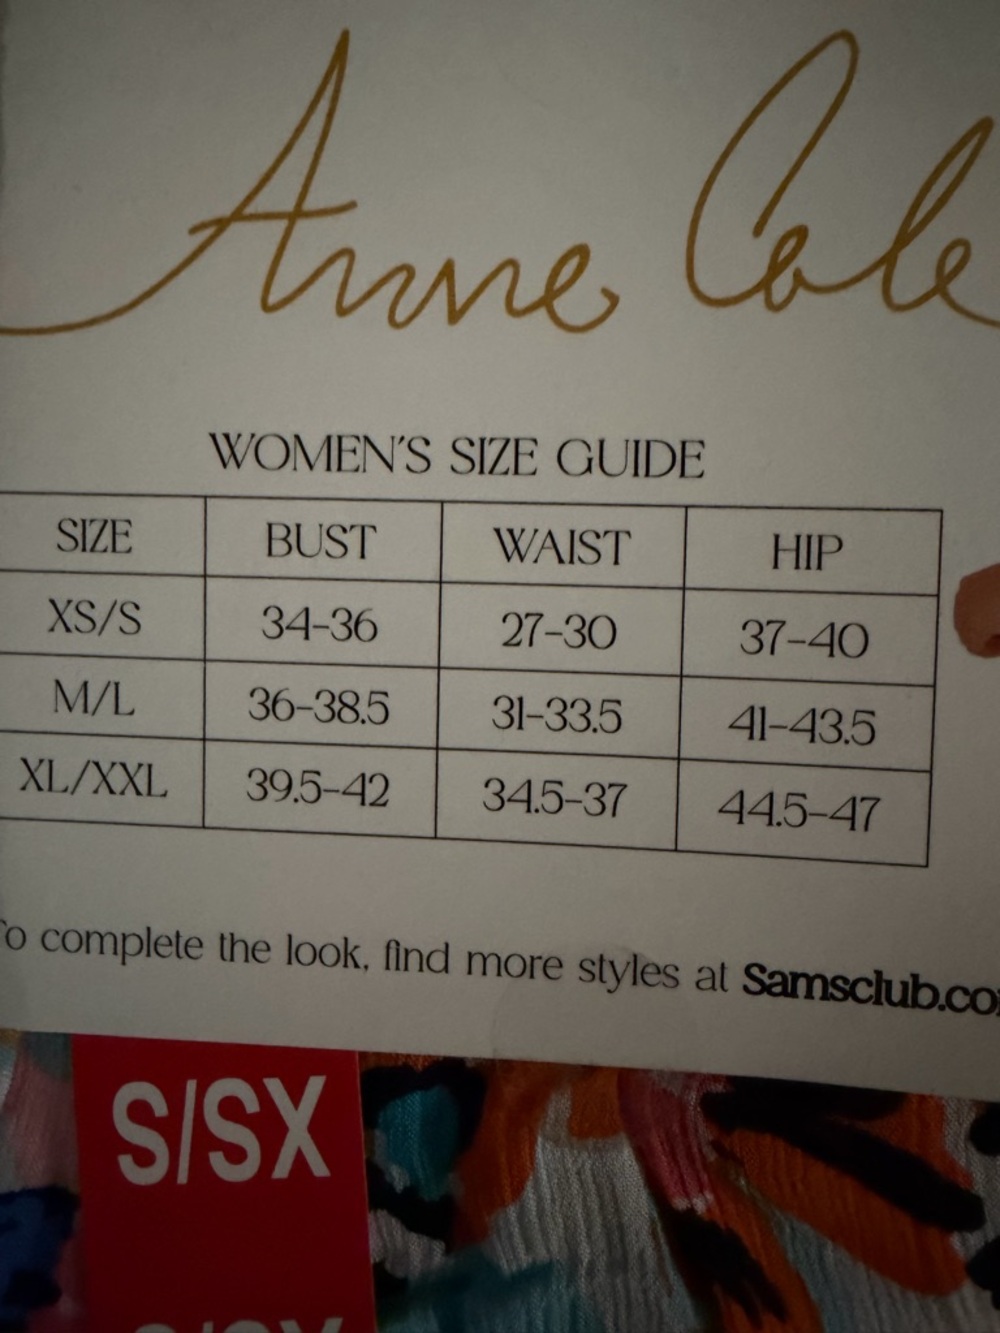 Anne Cole
WOMEN'S SIZE GUIDE
SIZE BUST WAIST HIP
XS/S 34-36 27-30 37-40
M/L 36-38.5 31-33.5 41-43.5
XL/XXL 39.5-42 34.5-37 44.5-47
To complete the look, find more styles at Samsclub.co
S/SX
S/SX